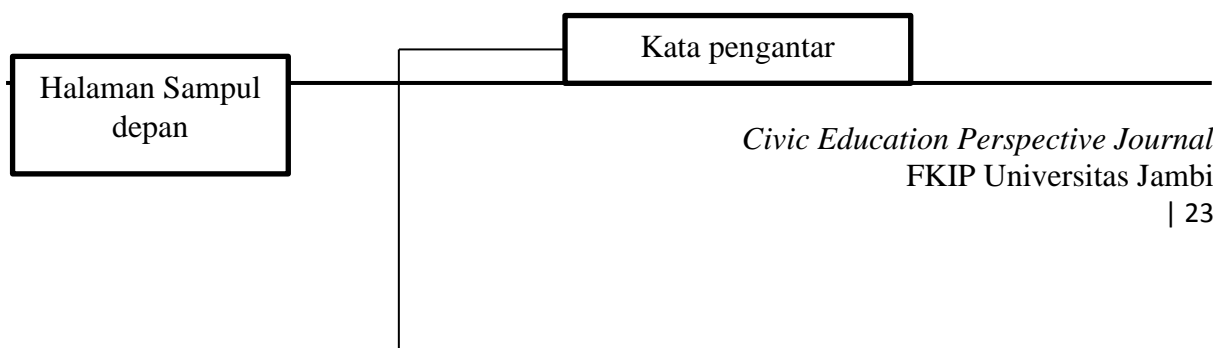 Kata pengantar
Halaman Sampul
depan
Civic Education Perspective Journal
FKIP Universitas Jambi
| 23